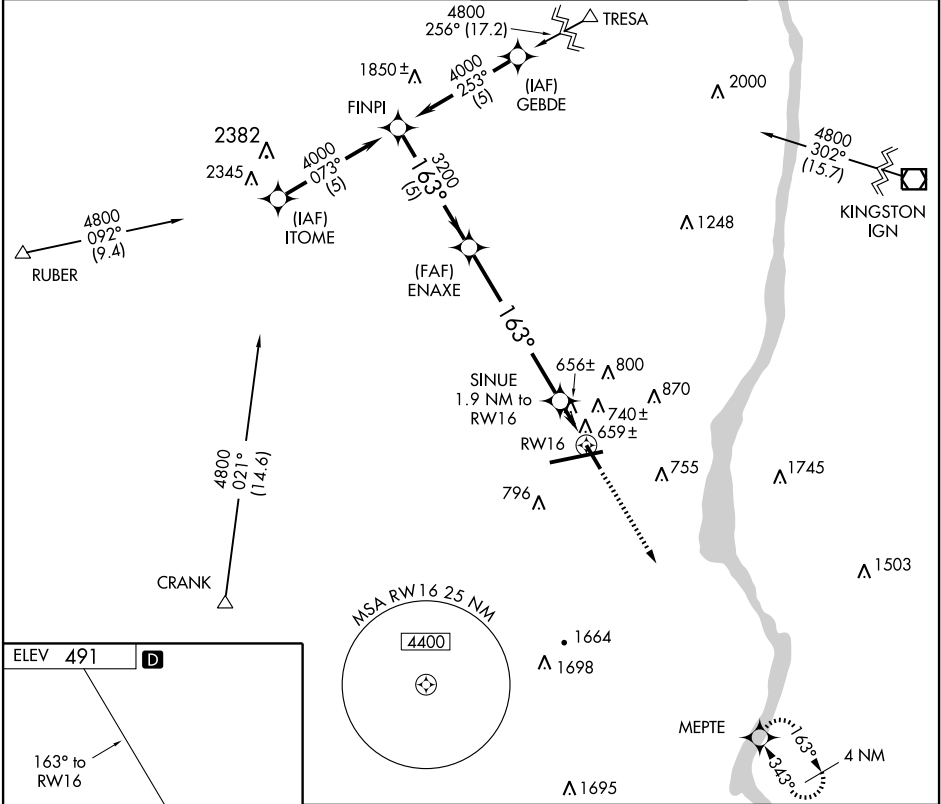 4800
256° (17.2)
TRESA
1850 ±
4000
253°
(5)
(IAF)
GEBDE
2000
FINPI
2382
2345
4000
073°
(5)
3200
163°
(5)
4800
302°
(15.7)
KINGSTON
IGN
(IAF)
ITOME
4800
092°
(9.4)
RUBER
1248
(FAF)
ENAXE
163°
656±
800
SINUE
1.9 NM to
RW16
870
740±
659±
RW16
755
1745
796
4800
021°
(14.6)
CRANK
1503
MSA RW16 25 NM
4400
1664
1698
ELEV 491
D
163° to
RW16
MEPTE
163°
343°
4 NM
1695